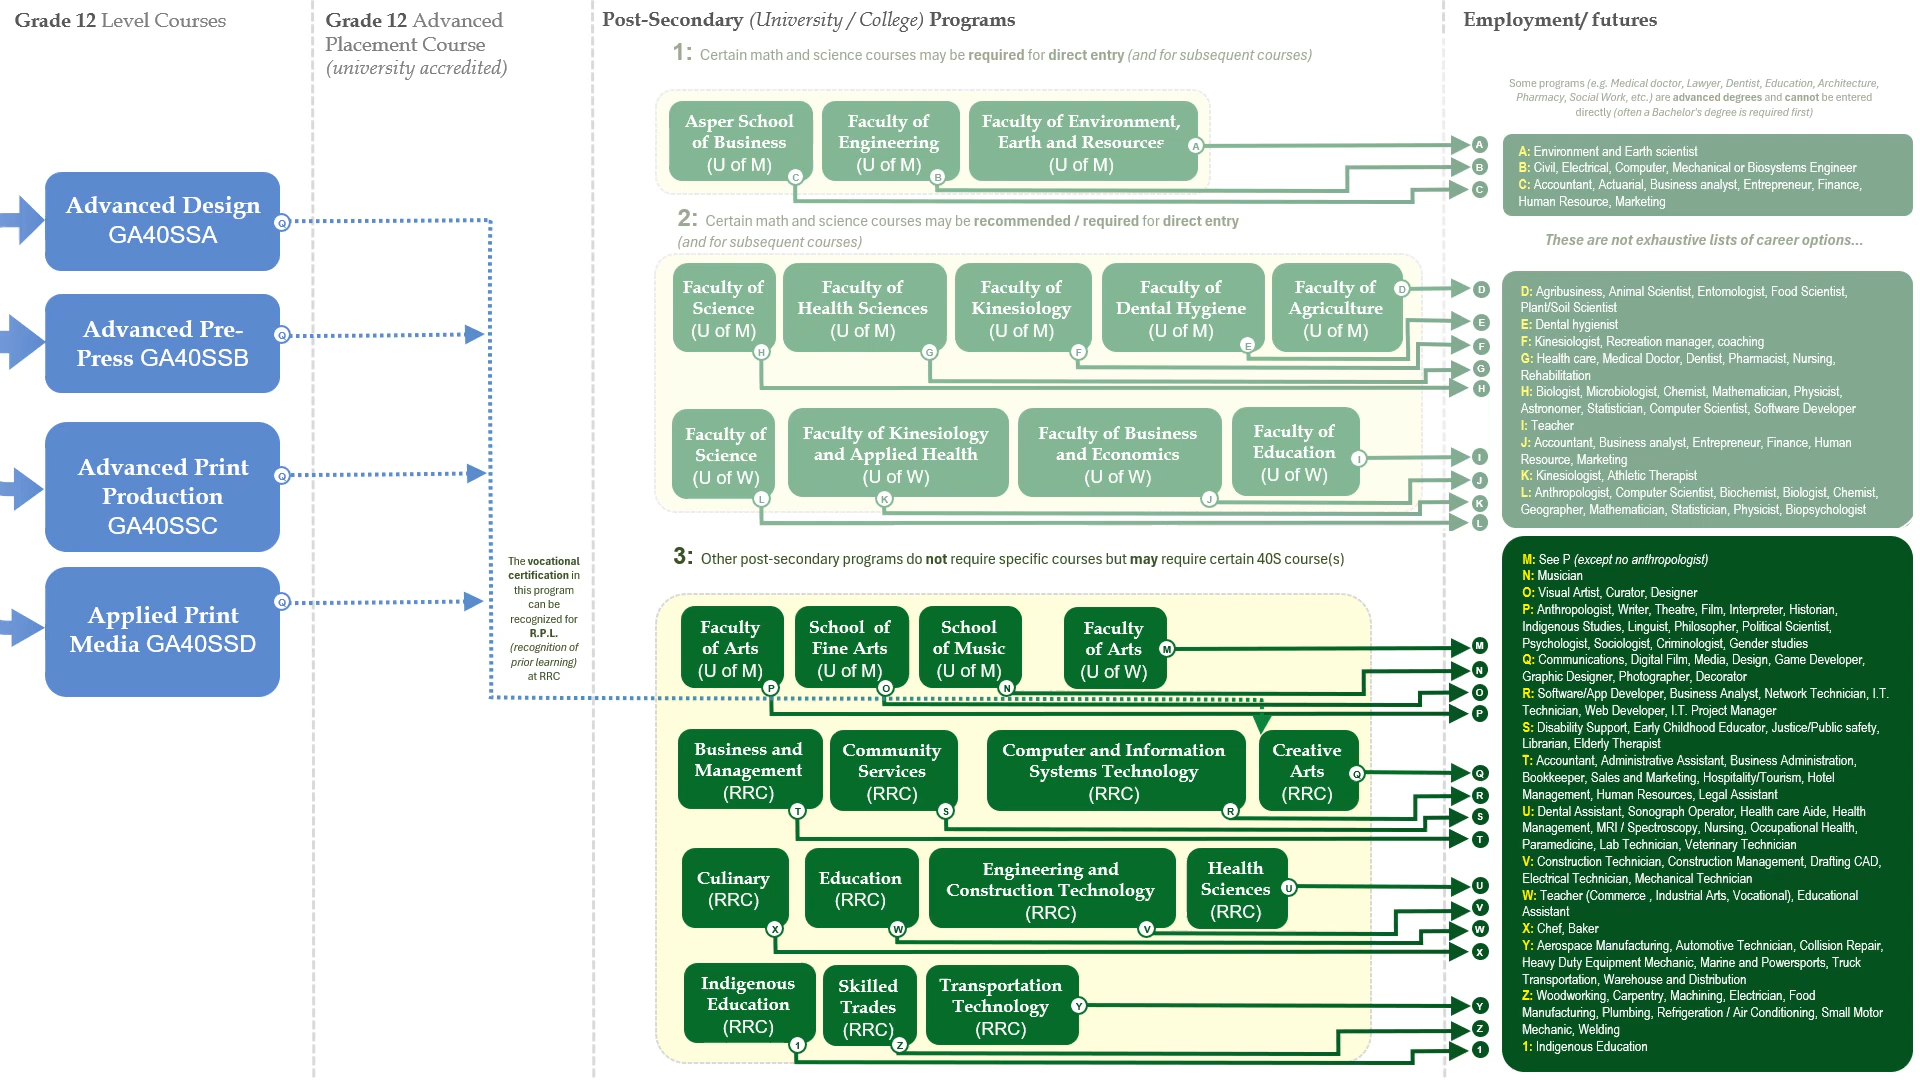 Grade 12 Level Courses
Grade 12 Advanced
Placement Course
(university accredited)
Post-Secondary (University / College) Programs
Employment/ futures
1: Certain math and science courses may be required for direct entry (and for subsequent courses)
Some programs (e.g. Medical doctor, Lawyer, Dentist, Education, Architecture,
Pharmacy, Social Work, etc.) are advanced degrees and cannot be entered
directly (often a Bachelor's degree is required first)
Asper School
of Business
(U of M)
C
Faculty of
Engineering
(U of M)
B
Faculty of Environment,
Earth and Resources
(U of M)
A
A
B
C
A: Environment and Earth scientist
B: Civil, Electrical, Computer, Mechanical or Biosystems Engineer
C: Accountant, Actuarial, Business analyst, Entrepreneur, Finance,
Human Resource, Marketing
These are not exhaustive lists of career options...
Advanced Design
GA40SSA
Q
Advanced Pre-
Press GA40SSB
Q
Advanced Print
Production
GA40SSC
Q
Applied Print
Media GA40SSD
Q
The vocational
certification in
this program
can be
recognized for
R.P.L.
(recognition of
prior learning)
at RRC
2: Certain math and science courses may be recommended / required for direct entry
(and for subsequent courses)
Faculty of
Science
(U of M)
H
Faculty of
Health Sciences
(U of M)
G
Faculty of
Kinesiology
(U of M)
F
Faculty of
Dental Hygiene
(U of M)
E
Faculty of
Agriculture
(U of M)
D
D
E
F
G
H
Faculty of
Science
(U of W)
L
Faculty of Kinesiology
and Applied Health
(U of W)
K
Faculty of Business
and Economics
(U of W)
J
Faculty of
Education
(U of W)
I
I
J
K
L
D: Agribusiness, Animal Scientist, Entomologist, Food Scientist,
Plant/Soil Scientist
E: Dental hygienist
F: Kinesiologist, Recreation manager, coaching
G: Health care, Medical Doctor, Dentist, Pharmacist, Nursing,
Rehabilitation
H: Biologist, Microbiologist, Chemist, Mathematician, Physicist,
Astronomer, Statistician, Computer Scientist, Software Developer
I: Teacher
J: Accountant, Business analyst, Entrepreneur, Finance, Human
Resource, Marketing
K: Kinesiologist, Athletic Therapist
L: Anthropologist, Computer Scientist, Biochemist, Biologist, Chemist,
Geographer, Mathematician, Statistician, Physicist, Biopsychologist
3: Other post-secondary programs do not require specific courses but may require certain 40S course(s)
Faculty
of Arts
(U of M)
P
School of
Fine Arts
(U of M)
O
School
of Music
(U of M)
N
Faculty
of Arts
(U of W)
M
M
N
O
P
Business and
Management
(RRC)
T
Community
Services
(RRC)
S
Computer and Information
Systems Technology
(RRC)
R
Creative
Arts
(RRC)
Q
Q
R
S
T
Culinary
(RRC)
X
Education
(RRC)
W
Engineering and
Construction Technology
(RRC)
V
Health
Sciences
(RRC)
U
U
V
W
X
Indigenous
Education
(RRC)
1
Skilled
Trades
(RRC)
Z
Transportation
Technology
(RRC)
Y
Y
Z
1
M: See P (except no anthropologist)
N: Musician
O: Visual Artist, Curator, Designer
P: Anthropologist, Writer, Theatre, Film, Interpreter, Historian,
Indigenous Studies, Linguist, Philosopher, Political Scientist,
Psychologist, Sociologist, Criminologist, Gender studies
Q: Communications, Digital Film, Media, Design, Game Developer,
Graphic Designer, Photographer, Decorator
R: Software/App Developer, Business Analyst, Network Technician, I.T.
Technician, Web Developer, I.T. Project Manager
S: Disability Support, Early Childhood Educator, Justice/Public safety,
Librarian, Elderly Therapist
T: Accountant, Administrative Assistant, Business Administration,
Bookkeeper, Sales and Marketing, Hospitality/Tourism, Hotel
Management, Human Resources, Legal Assistant
U: Dental Assistant, Sonograph Operator, Health care Aide, Health
Management, MRI / Spectroscopy, Nursing, Occupational Health,
Paramedicine, Lab Technician, Veterinary Technician
V: Construction Technician, Construction Management, Drafting CAD,
Electrical Technician, Mechanical Technician
W: Teacher (Commerce , Industrial Arts, Vocational), Educational
Assistant
X: Chef, Baker
Y: Aerospace Manufacturing, Automotive Technician, Collision Repair,
Heavy Duty Equipment Mechanic, Marine and Powersports, Truck
Transportation, Warehouse and Distribution
Z: Woodworking, Carpentry, Machining, Electrician, Food
Manufacturing, Plumbing, Refrigeration / Air Conditioning, Small Motor
Mechanic, Welding
1: Indigenous Education